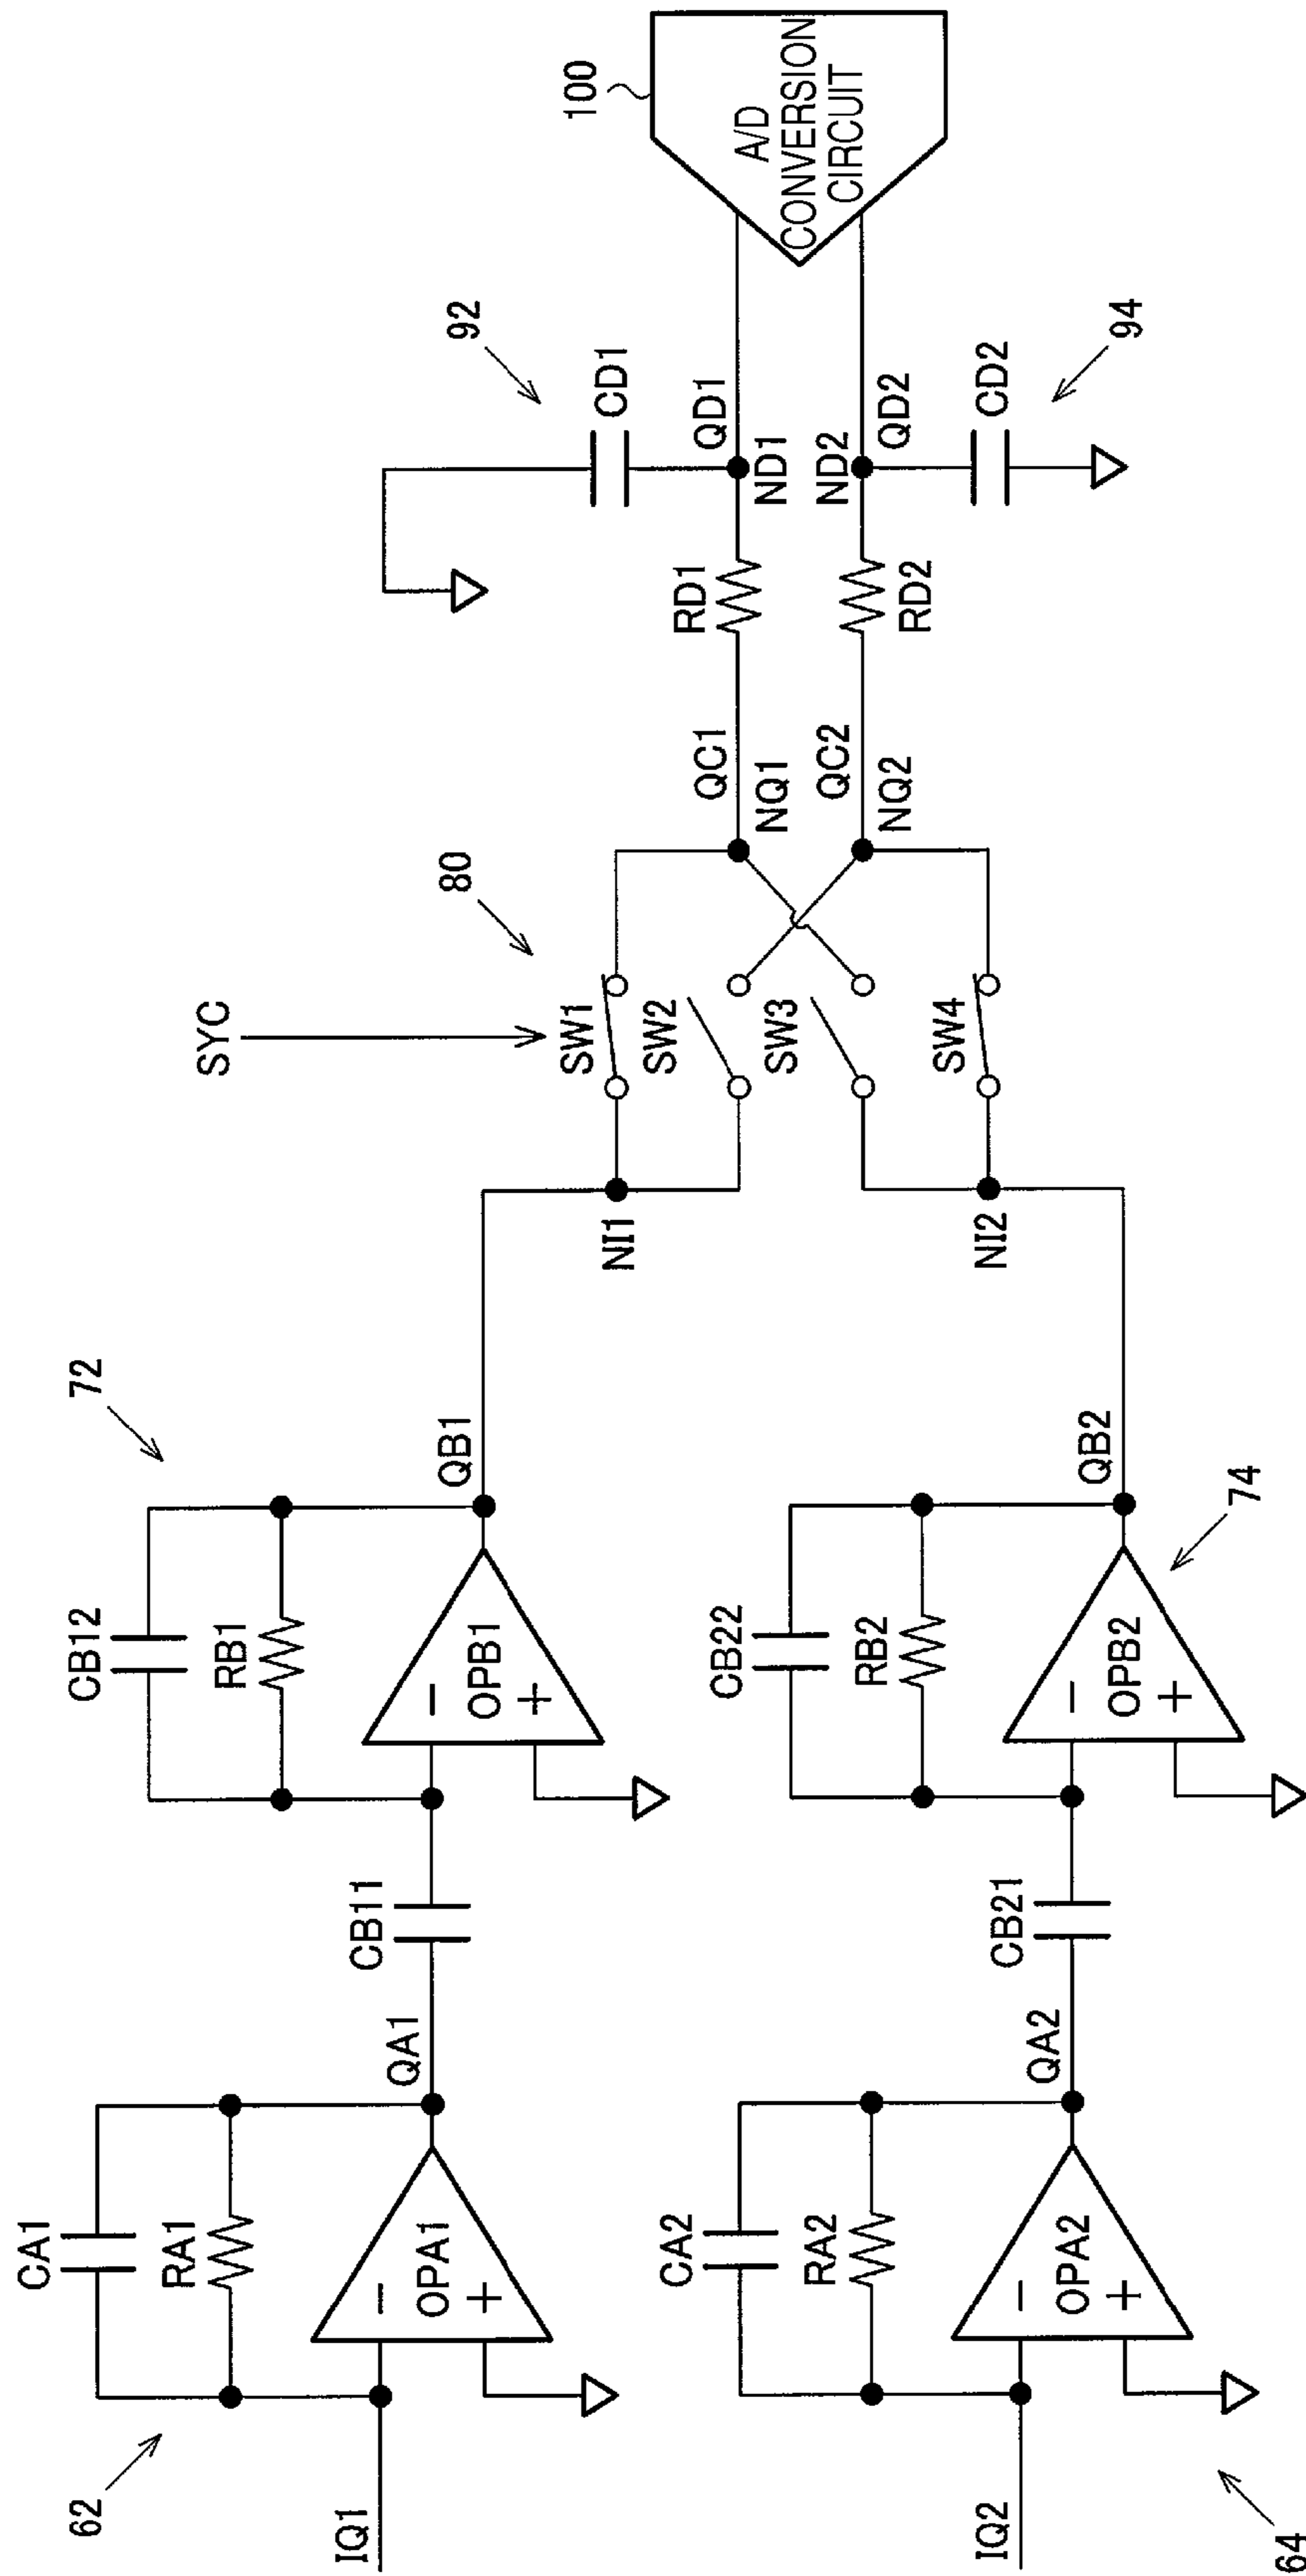 62
IQ1
CA1
RA1
−
OPA1
+
QA1
CB11
72
CB12
RB1
−
OPB1
+
QB1
64
IQ2
CA2
RA2
−
OPA2
+
QA2
CB21
74
CB22
RB2
−
OPB2
+
QB2
SYC
80
NI1
NI2
SW1
SW2
SW3
SW4
NQ1
QC1
NQ2
QC2
RD1
RD2
92
CD1
QD1
ND1
ND2
QD2
CD2
94
100
A/D
CONVERSION
CIRCUIT